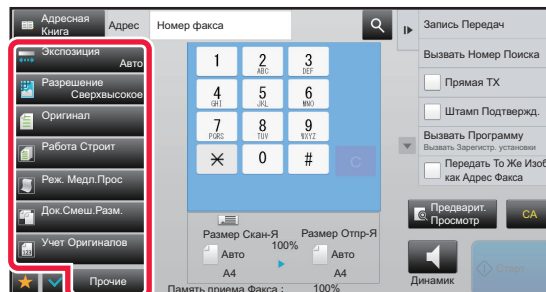 Адресная
Книга
Адрес
Номер факса
Экспозиция
Авто
Разрешение
Сверхвысокое
Оригинал
Работа Строит
Реж. Медл.Прос
Док.Смеш.Разм.
Учет Оригиналов
Прочие
1
2
ABC
3
DEF
4
GHI
5
JKL
6
MNO
7
PQRS
8
TUV
9
WXYZ
0
#
C
Размер Скан-Я
100%
Размер Отпр-Я
Авто
A4
Авто
A4
Память приема Факса :
100%
Запись Передач
Вызвать Номер Поиска
Прямая TX
Штамп Подтвержд.
Вызвать Программу
Вызвать Зарегистр. установки
Передать То Же Изоб
как Адрес Факса
Предварит.
Просмотр
CA
Динамик
Старт